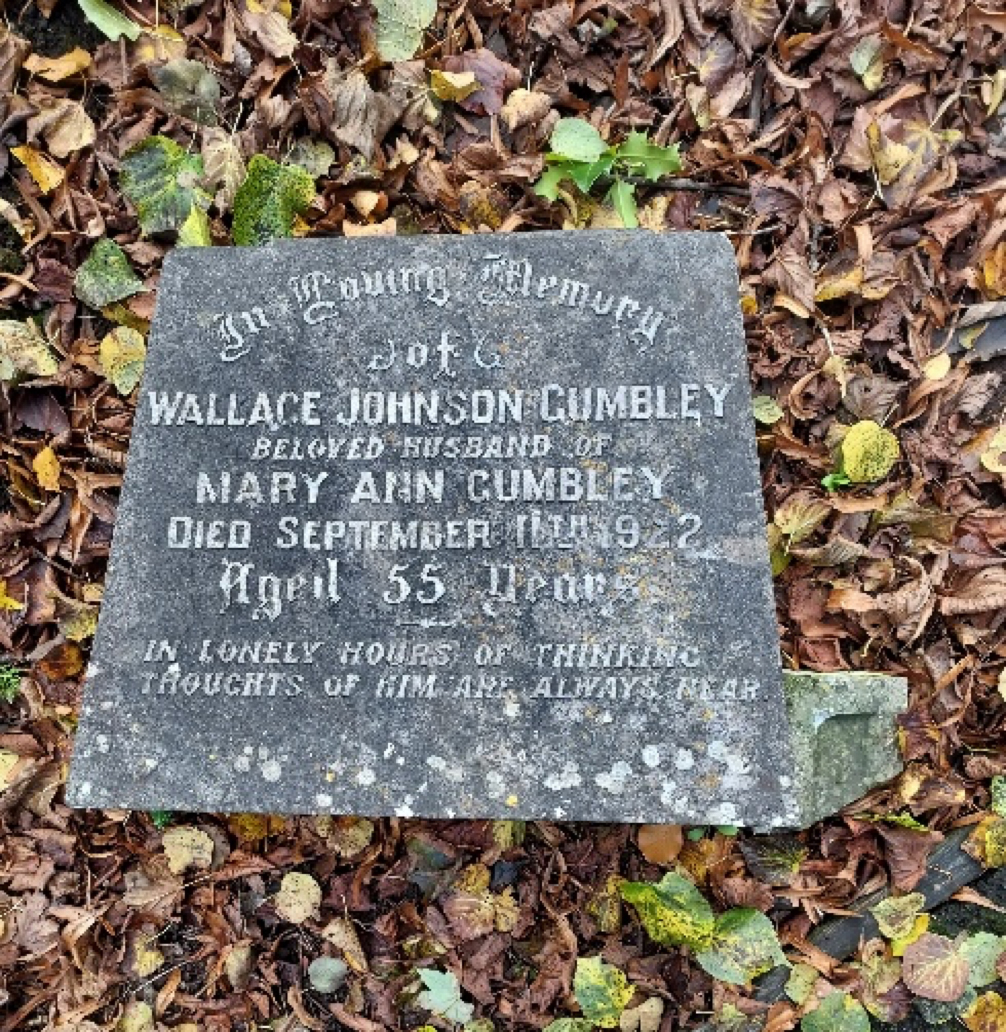 In Loving Memory
of
WALLACE JOHNSON GUMBLEY
BELOVED HUSBAND OF
MARY ANN GUMBLEY
DIED SEPTEMBER 11TH 1922
Aged 55 Years
IN LONELY HOURS OF THINKING
THOUGHTS OF HIM ARE ALWAYS NEAR